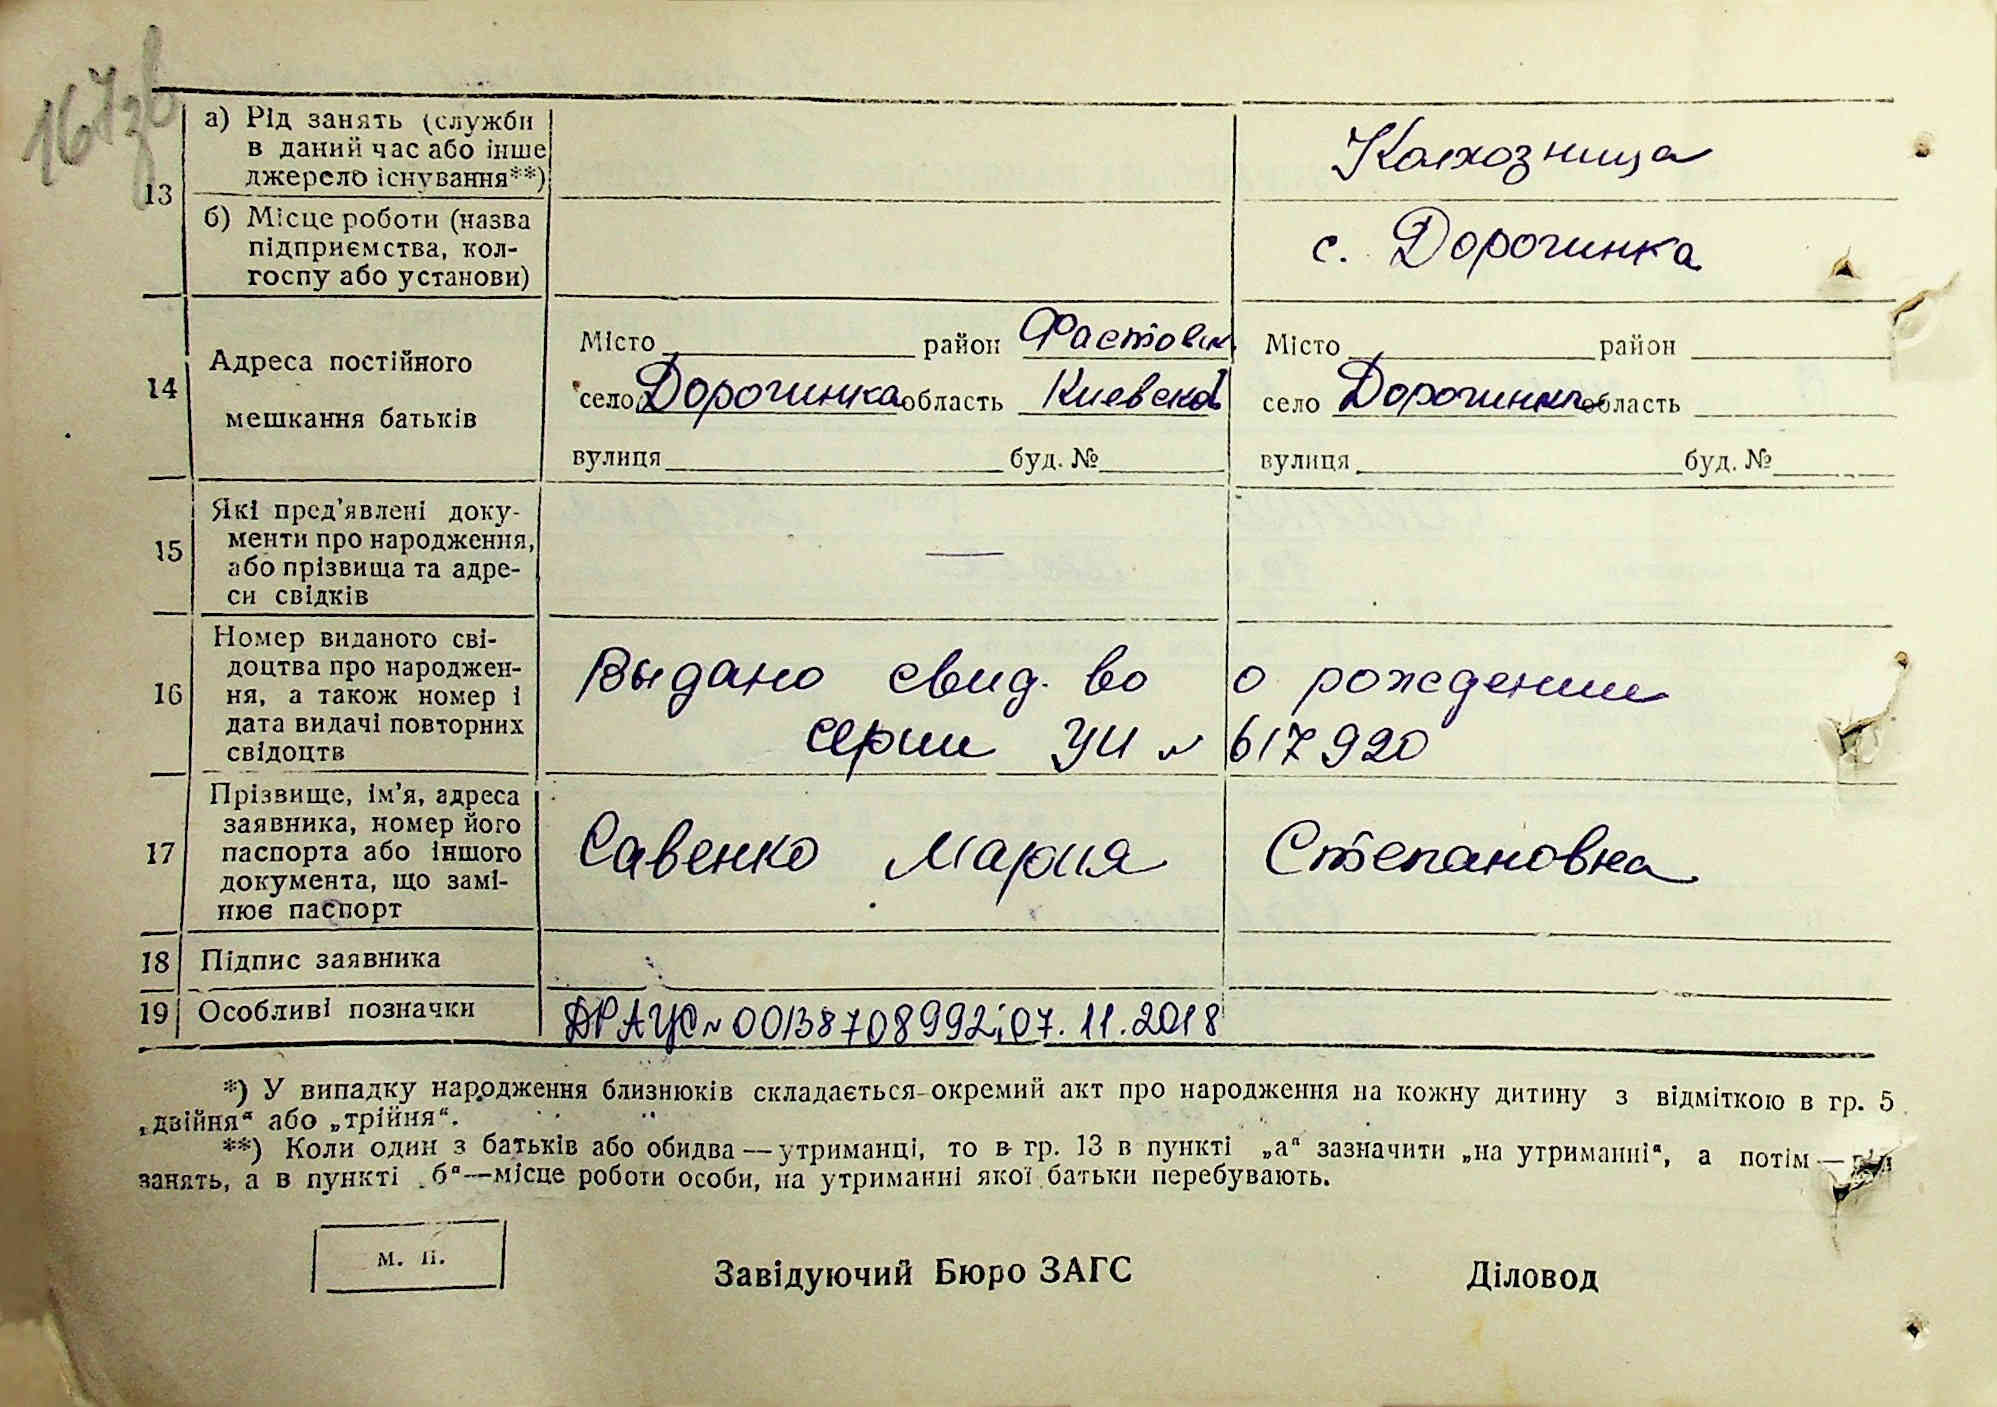 167зв
13
а) Рід занять (служби
в даний час або інше
джерело існування**)
Колхозница
б) Місце роботи (назва
підприємства, кол-
госпу або установи)
с. Дорогинка
14
Адреса постійного
мешкання батьків
Місто район Фастовск
село Дорогинка область Киевска
вулиця буд. №
Місто район
село Дорогинка область
вулиця буд. №
15
Які пред'явлені доку-
менти про народження,
або прізвища та адре-
си свідків
—
16
Номер виданого сві-
доцтва про народжен-
ня, а також номер і
дата видачі повторних
свідоцтв
Выдано свид. во о рождении
серии УИ № 617920
17
Прізвище, ім'я, адреса
заявника, номер його
паспорта або іншого
документа, що замі-
нює паспорт
Савенко Мария Степановна
18 Підпис заявника
19 Особливі позначки
ДРАЦС № 00138708992; 07.11.2018
*) У випадку народження близнюків складається окремий акт про народження на кожну дитину з відміткою в гр. 5
„двійня“ або „трійня“.
**) Коли один з батьків або обидва — утриманці, то в гр. 13 в пункті „а“ зазначити „на утриманні“, а потім —
занять, а в пункті „б“—місце роботи особи, на утриманні якої батьки перебувають.
м. п.
Завідуючий Бюро ЗАГС
Діловод